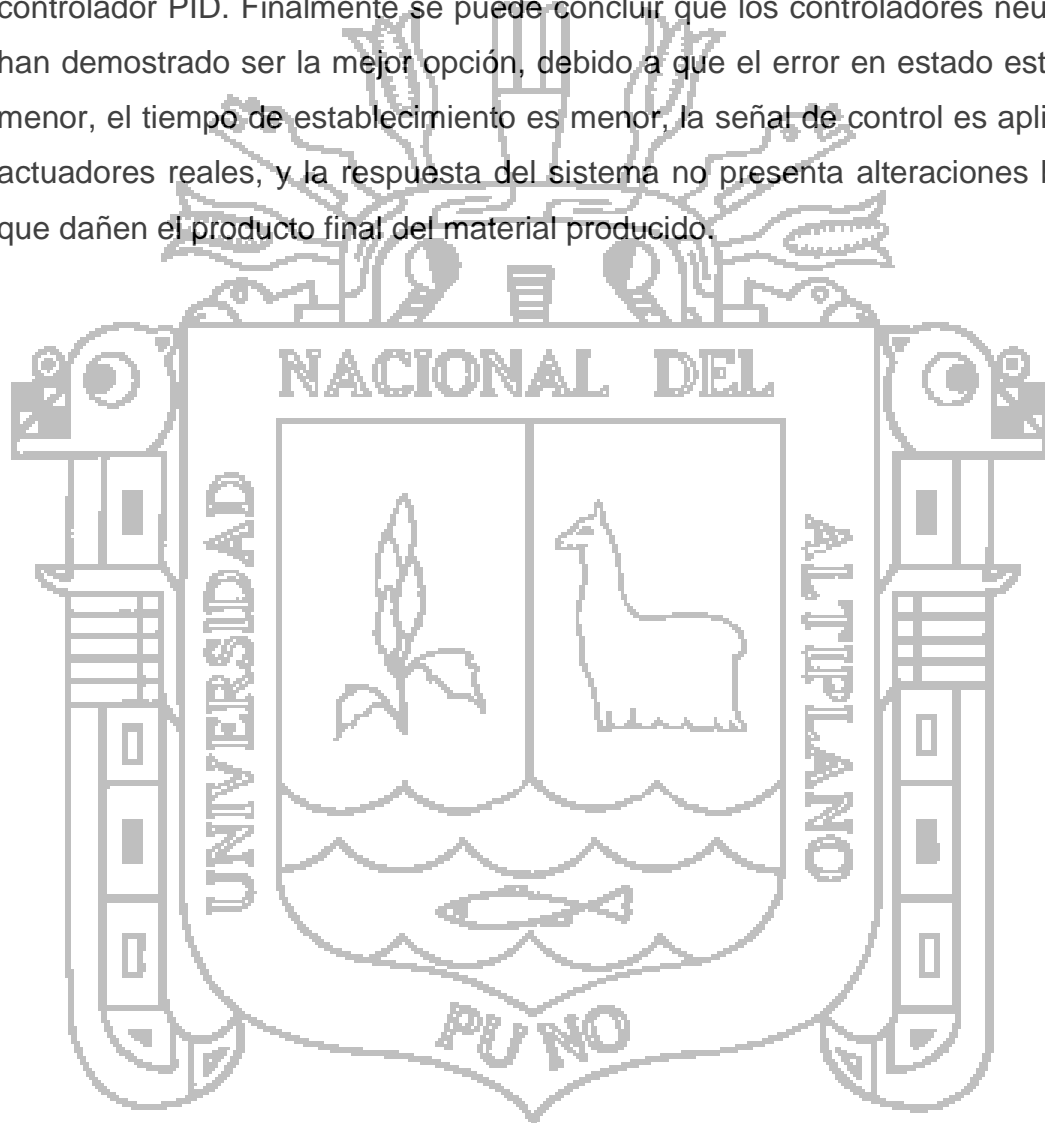 controlador PID. Finalmente se puede concluir que los controladores neu
han demostrado ser la mejor opción, debido a que el error en estado est
menor, el tiempo de establecimiento es menor, la señal de control es apli
actuadores reales, y la respuesta del sistema no presenta alteraciones
que dañen el producto final del material producido.
NACIONAL DEL
UNIVERSIDAD
ALTIPLANO
PUNO